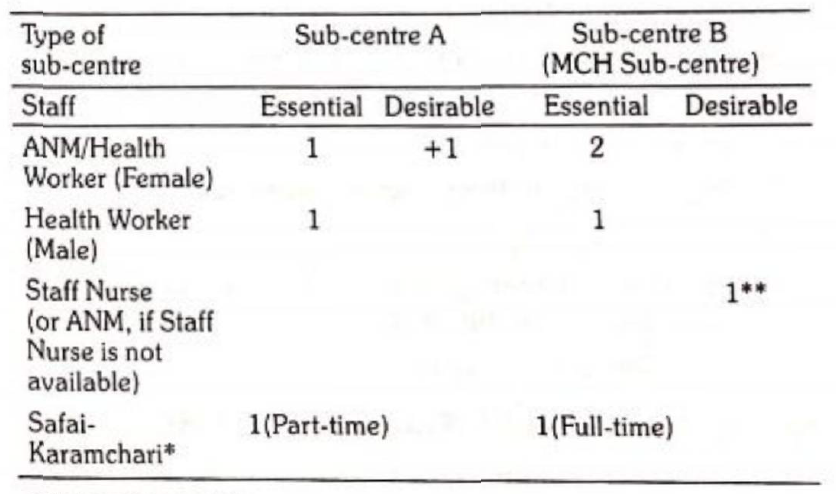 Type of Sub-centre A Sub-centre B
sub-centre (MCH Sub-centre)
Staff Essential Desirable Essential Desirable
ANM/Health 1 +1 2
Worker (Female)
Health Worker 1 1
(Male)
Staff Nurse 1**
(or ANM, if Staff
Nurse is not
available)
Safai- 1(Part-time) 1(Full-time)
Karamchari*